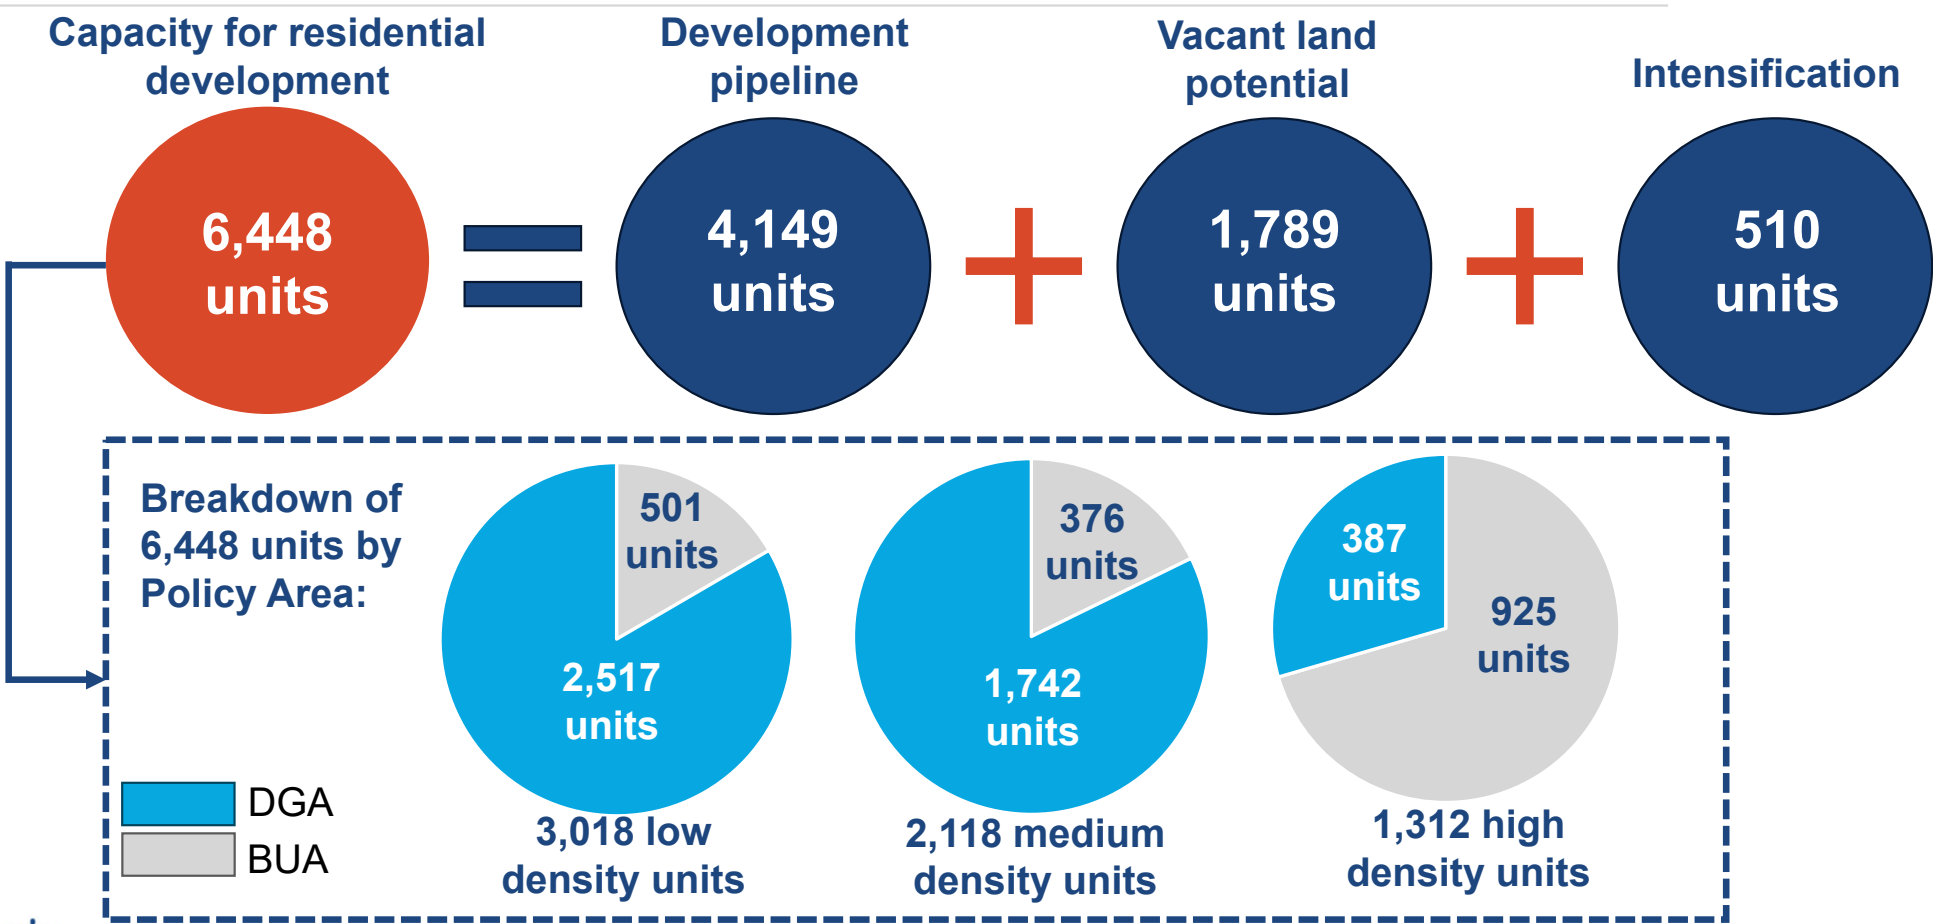 Capacity for residential
development
Development
pipeline
Vacant land
potential
Intensification
6,448
units
4,149
units
1,789
units
510
units
Breakdown of
6,448 units by
Policy Area:
501
units
2,517
units
3,018 low
density units
376
units
1,742
units
2,118 medium
density units
387
units
925
units
1,312 high
density units
DGA
BUA